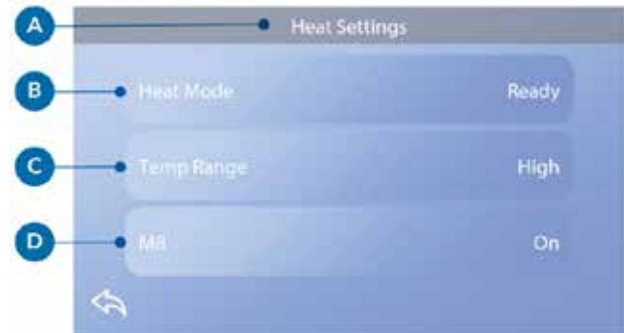 A Heat Settings
B Heat Mode Ready
C Temp Range High
D M8 On